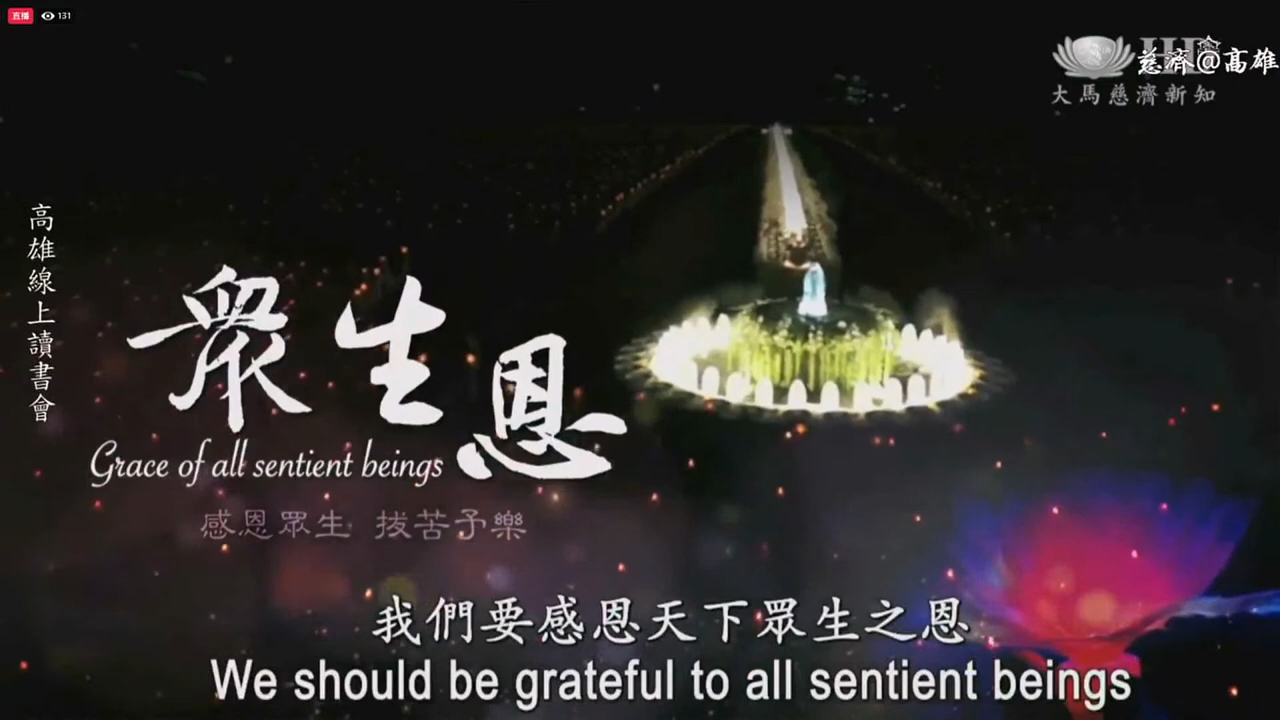 直播 131
慈濟@高雄
大馬慈濟新知
高雄線上讀書會
眾生恩
Grace of all sentient beings
感恩眾生 拔苦予樂
我們要感恩天下眾生之恩
We should be grateful to all sentient beings